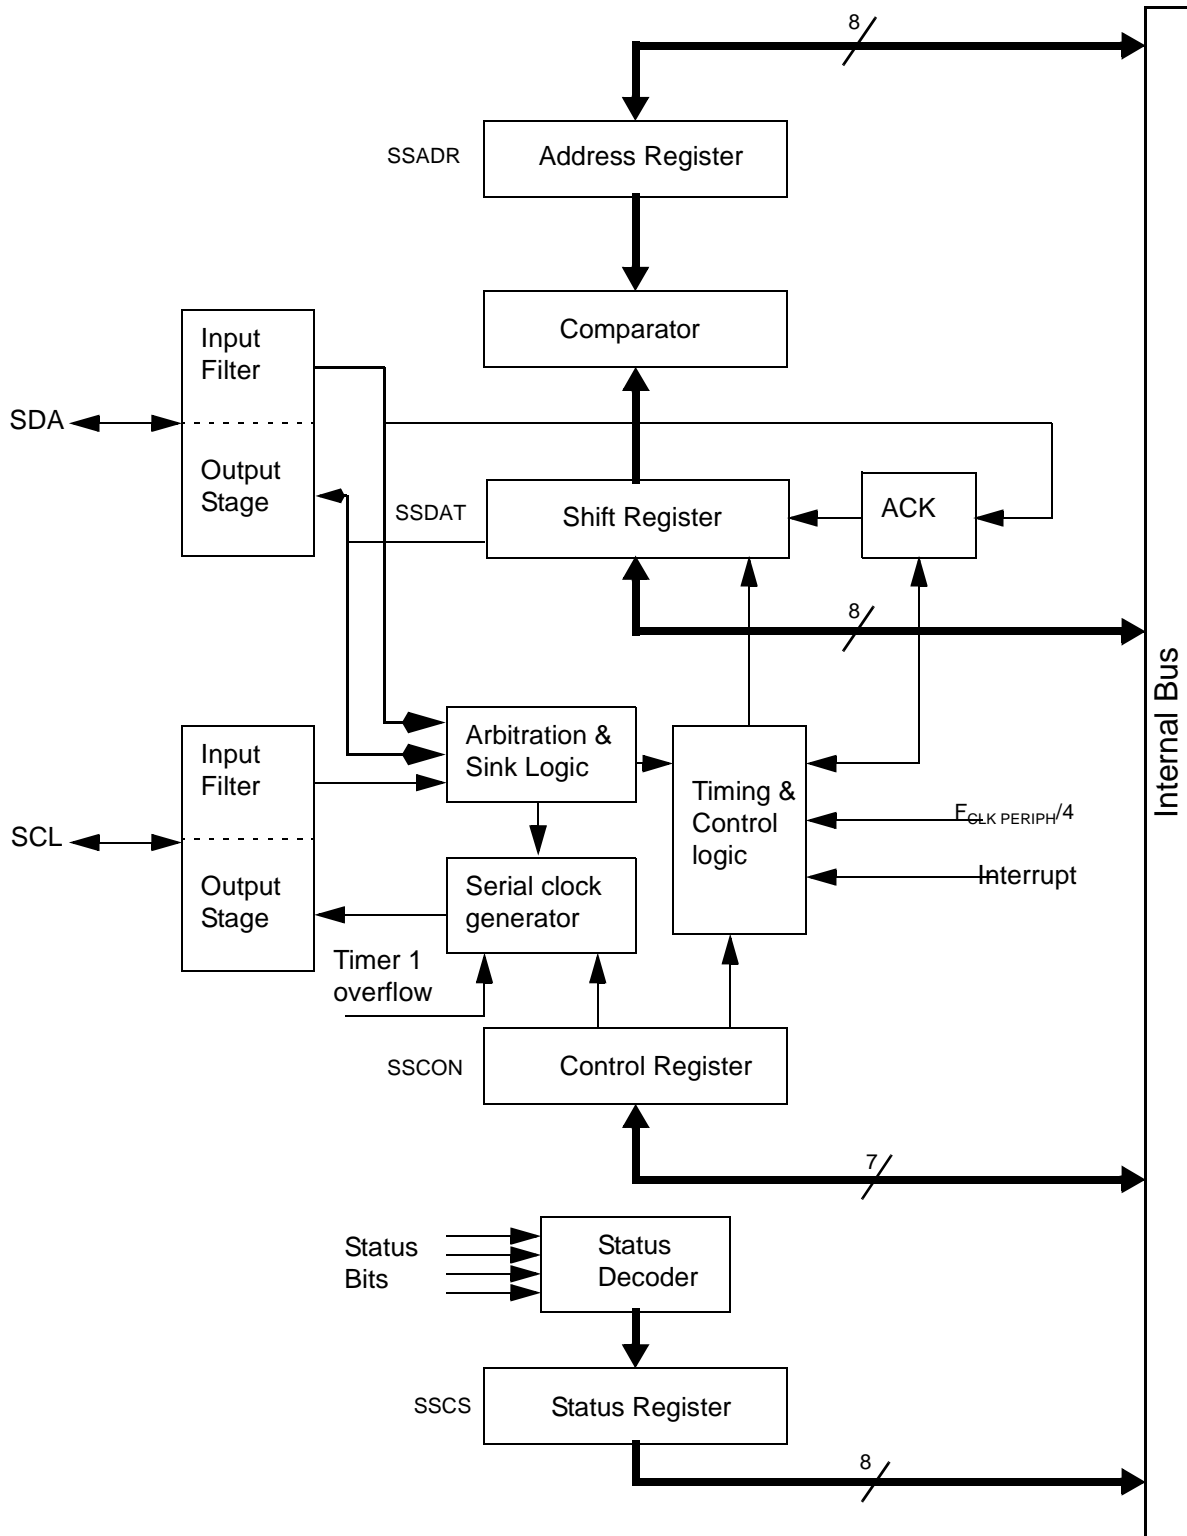 8
SSADR
Address Register
Comparator
Input
Filter
SDA
Output
Stage
SSDAT
Shift Register
ACK
8
Internal Bus
Arbitration &
Sink Logic
Input
Filter
Timing &
Control
logic
FCLK PERIPH/4
SCL
Output
Stage
Serial clock
generator
Interrupt
Timer 1
overflow
SSCON
Control Register
7
Status
Bits
Status
Decoder
SSCS
Status Register
8